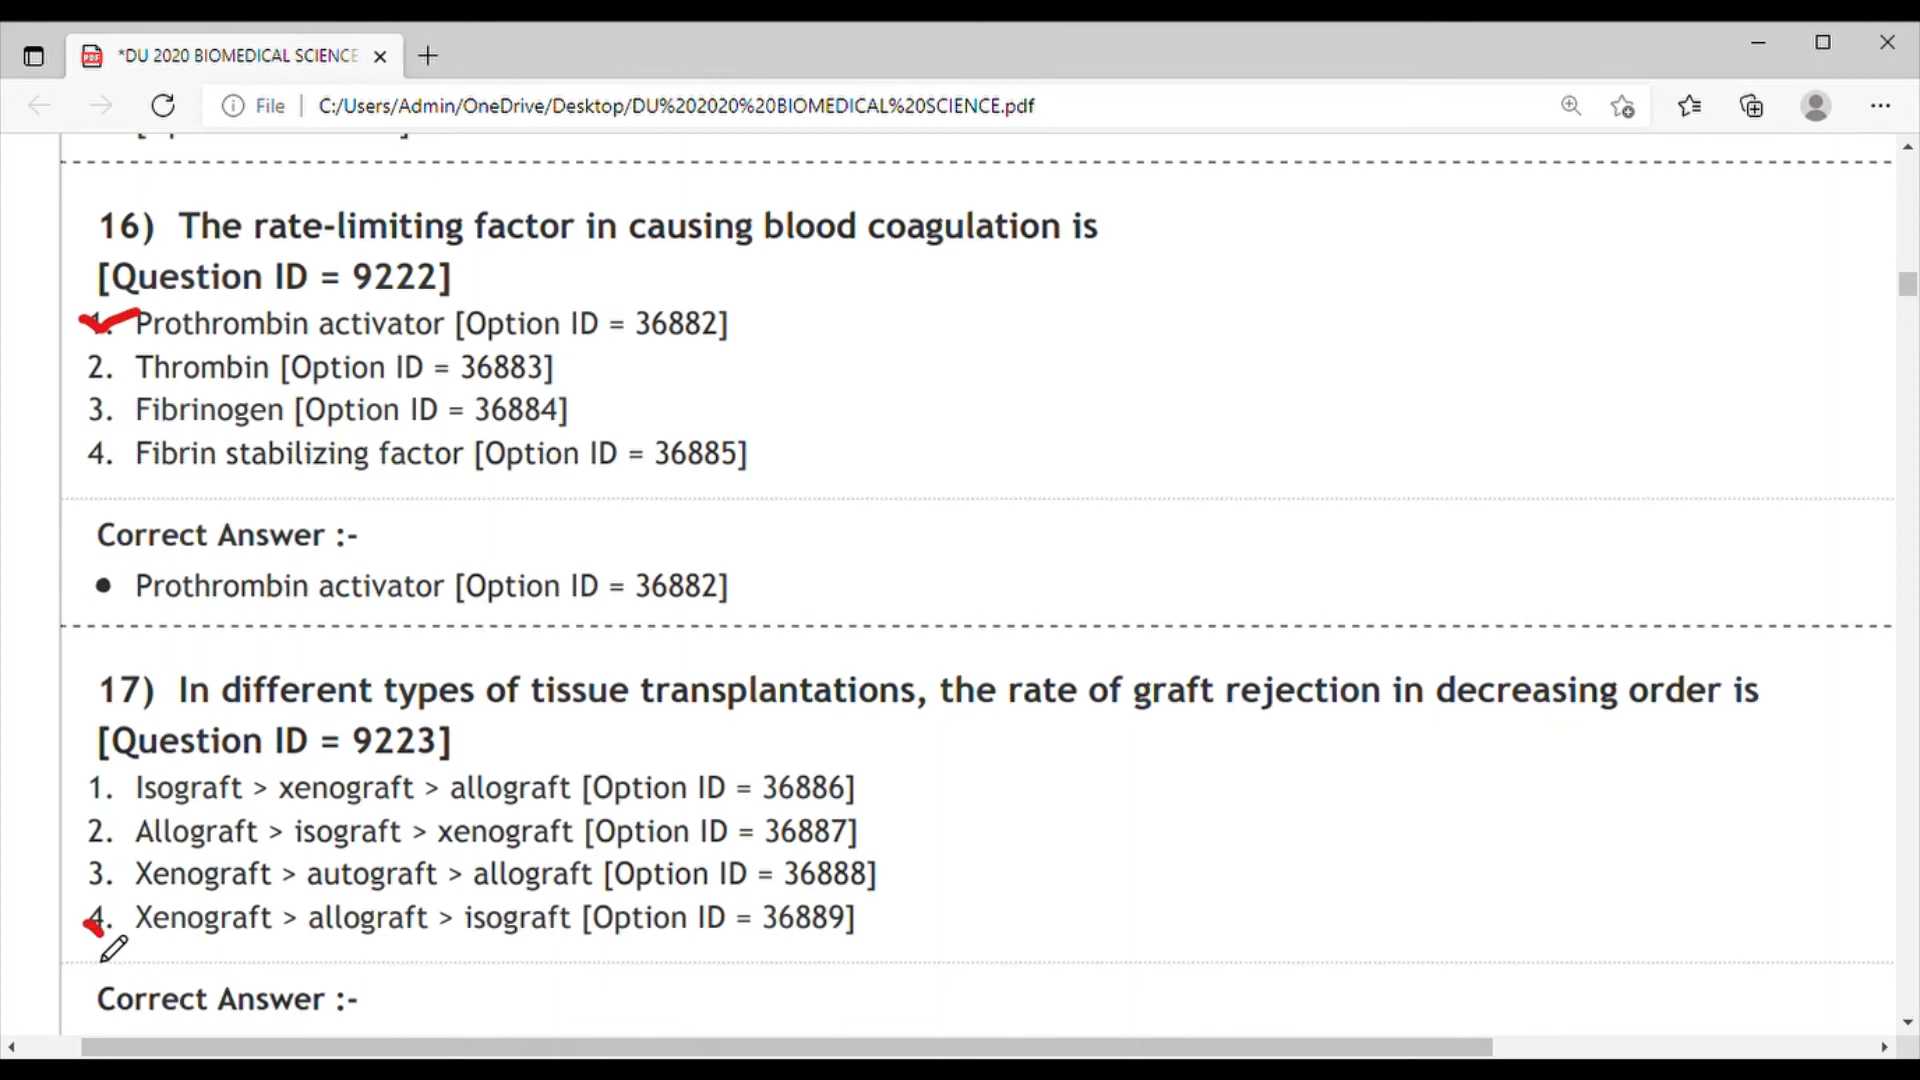 *DU 2020 BIOMEDICAL SCIENCE
File
C:/Users/Admin/OneDrive/Desktop/DU%202020%20BIOMEDICAL%20SCIENCE.pdf
16) The rate-limiting factor in causing blood coagulation is
[Question ID = 9222]
1. Prothrombin activator [Option ID = 36882]
2. Thrombin [Option ID = 36883]
3. Fibrinogen [Option ID = 36884]
4. Fibrin stabilizing factor [Option ID = 36885]
Correct Answer :-
• Prothrombin activator [Option ID = 36882]
17) In different types of tissue transplantations, the rate of graft rejection in decreasing order is
[Question ID = 9223]
1. Isograft > xenograft > allograft [Option ID = 36886]
2. Allograft > isograft > xenograft [Option ID = 36887]
3. Xenograft > autograft > allograft [Option ID = 36888]
4. Xenograft > allograft > isograft [Option ID = 36889]
Correct Answer :-